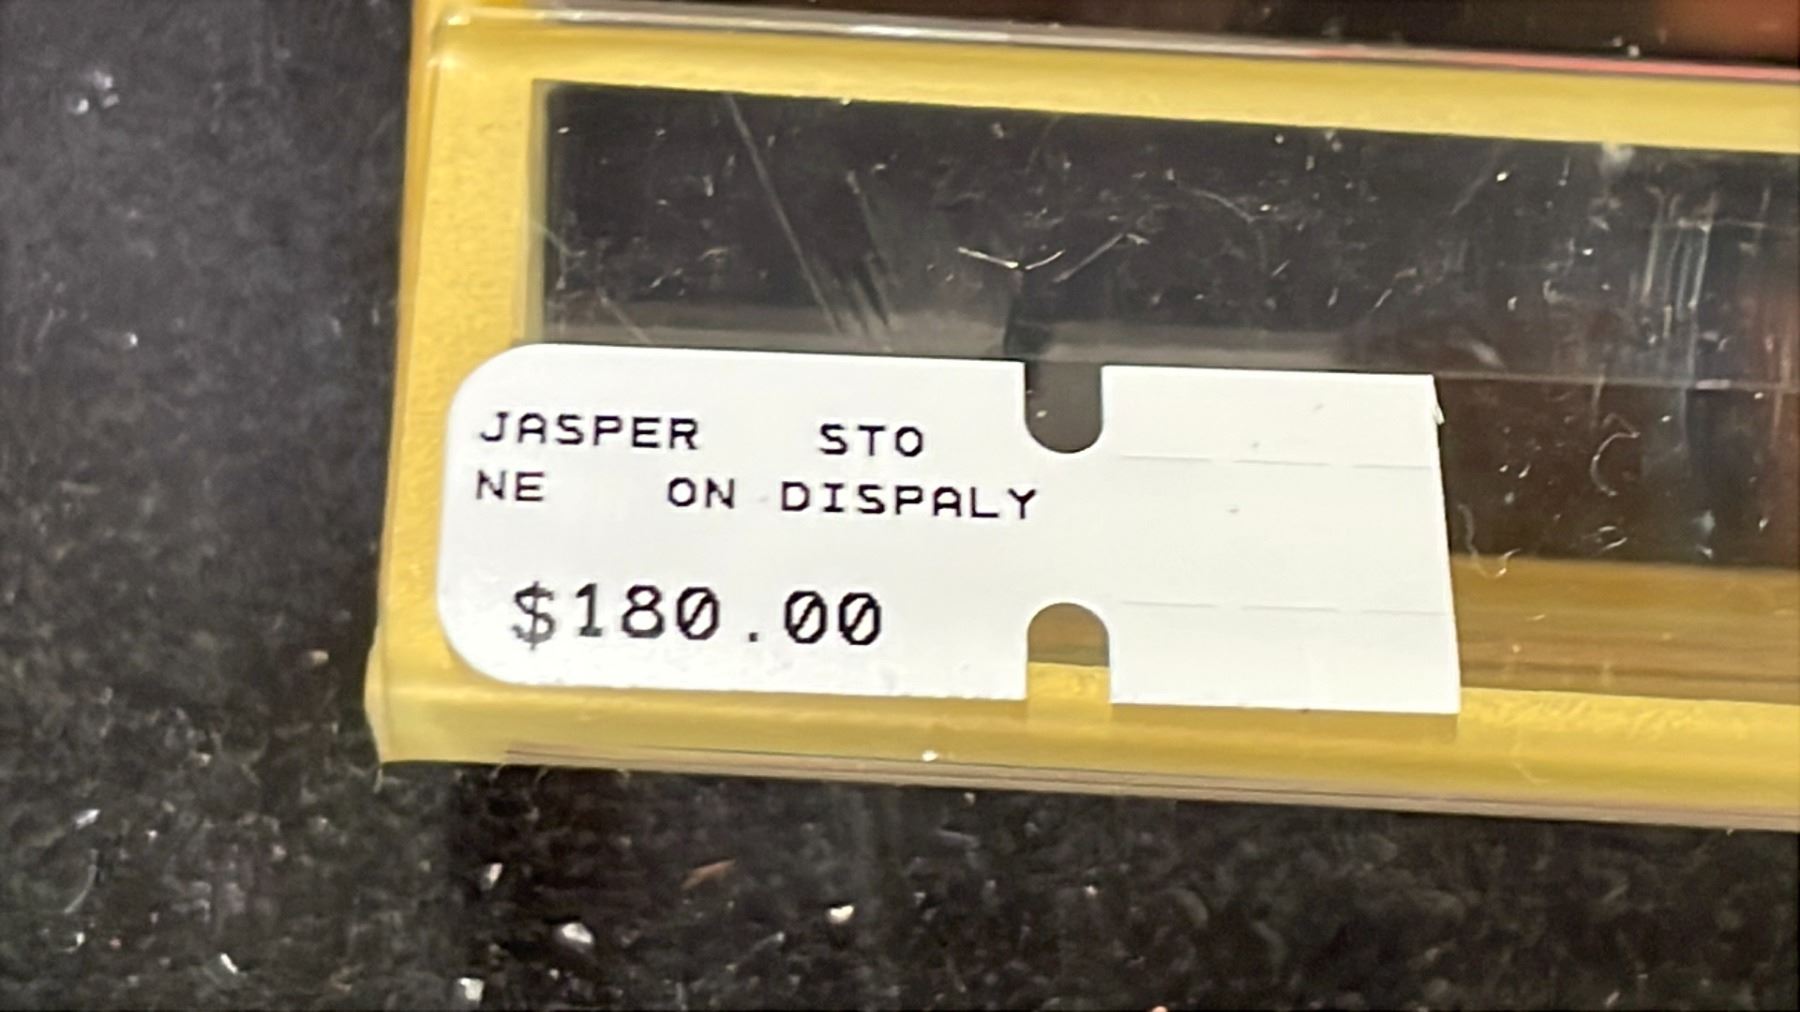 JASPER STO
NE ON DISPALY
$180.00